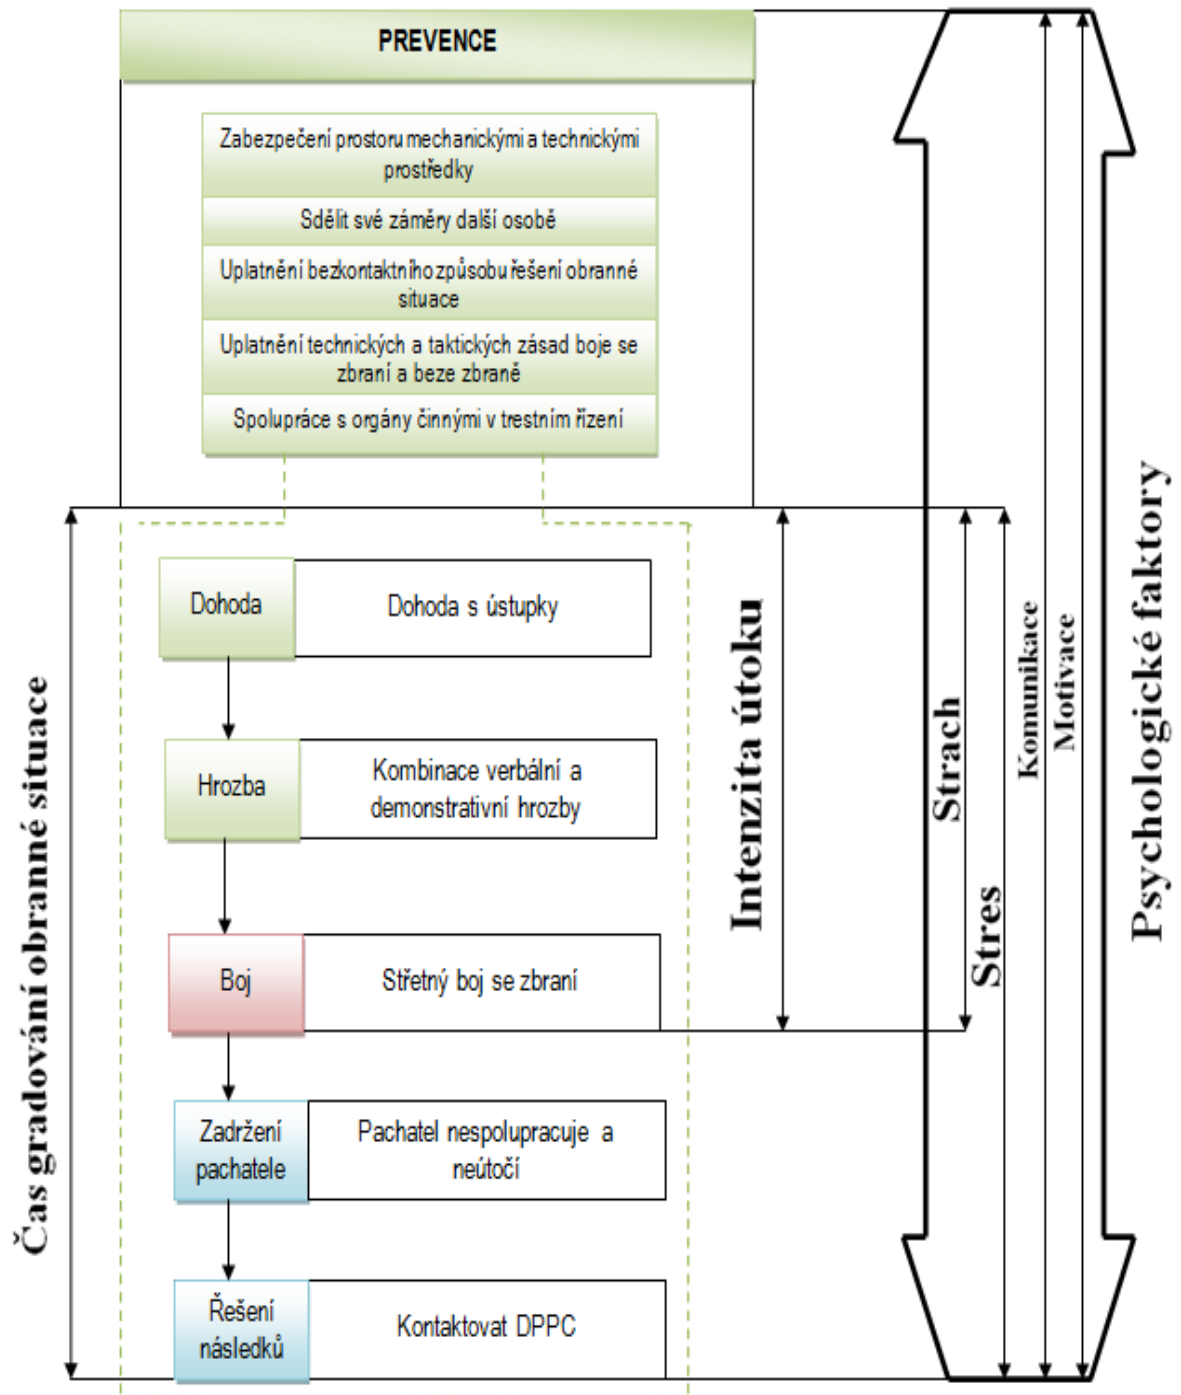 PREVENCE
Zabezpečení prostoru mechanickými a technickými
prostředky
Sdělit své záměry další osobě
Uplatnění bezkontaktního způsobu řešení obranné
situace
Uplatnění technických a taktických zásad boje se
zbraní a beze zbraně
Spolupráce s orgány činnými v trestním řízení
Dohoda
Dohoda s ústupky
Hrozba
Kombinace verbální a
demonstrativní hrozby
Boj
Střetný boj se zbraní
Zadržení
pachatele
Pachatel nespolupracuje a
neútočí
Řešení
následků
Kontaktovat DPPC
Čas gradování obranné situace
Intenzita útoku
Strach
Stres
Komunikace
Motivace
Psychologické faktory